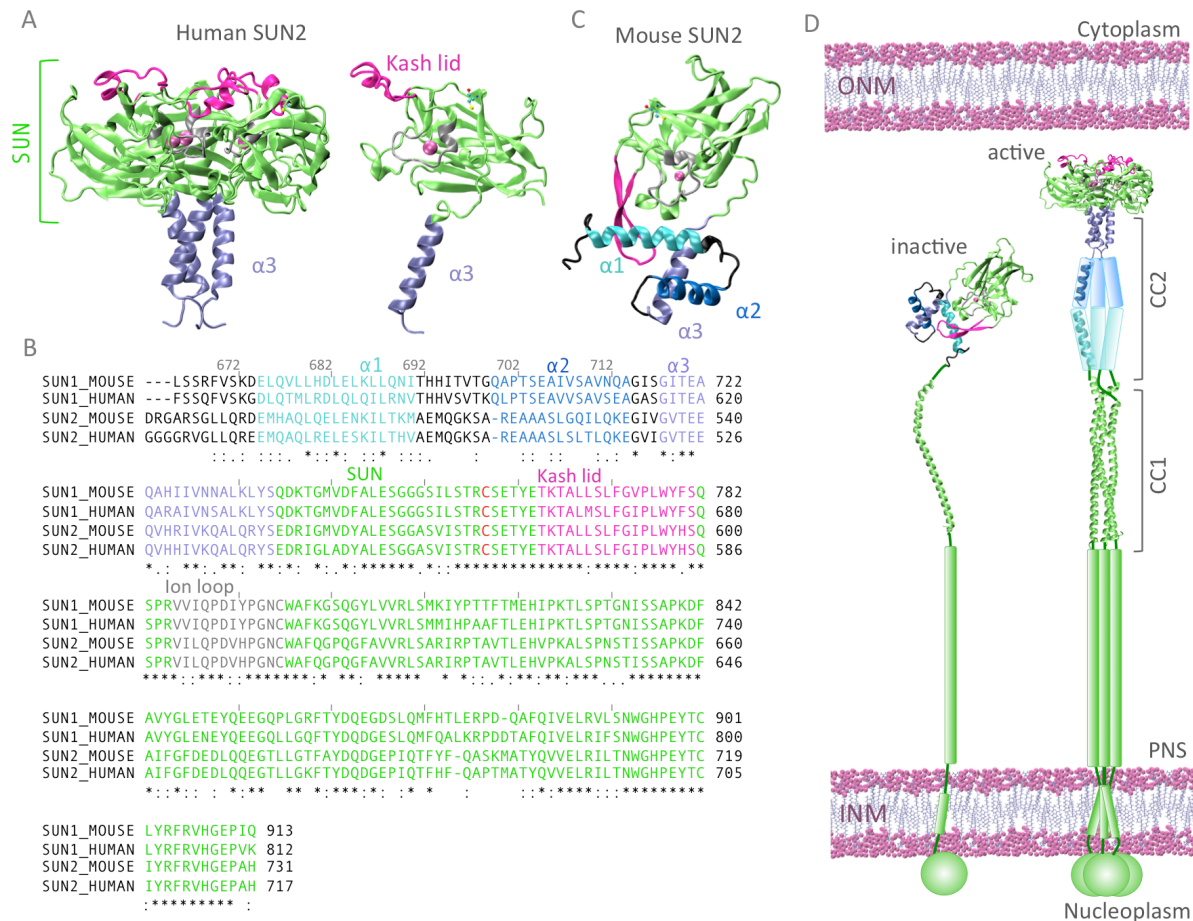 A
Human SUN2
SUN
Kash lid
α3
α3
C
Mouse SUN2
α1
α2
α3
B
672 682 α1 692 702 α2 712 α3
SUN1_MOUSE ---LSSRFVSKDELQVLLHDLELKLLQNITHHITVTGQAPTSEAIVSAVNQAGISGITEA 722
SUN1_HUMAN ---FSSQFVSKGDLQTMLRDLQLQILRNVTHHVSVTKQLPTSEAVVSAVSEAGASGITEA 620
SUN2_MOUSE DRGARSGLLQRDEMHAQLQELENKILTKMAEMQGKSA-REAAASLGQILQKEGIVGVTEE 540
SUN2_HUMAN GGGGRVGLLQREEMQAQLRELESKILTHVAEMQGKSA-REAAASLSLTLQKEGVIGVTEE 526
SUN Kash lid
SUN1_MOUSE QAHIIVNNALKLYSQDKTGMVDFALESGGGSILSTRCSETYETKTALLSLFGVPLWYFSQ 782
SUN1_HUMAN QARAIVNSALKLYSQDKTGMVDFALESGGGSILSTRCSETYETKTALMSLFGIPLWYFSQ 680
SUN2_MOUSE QVHRIVKQALQRYSEDRIGMVDYALESGGASVISTRCSETYETKTALLSLFGIPLWYHSQ 600
SUN2_HUMAN QVHHIVKQALQRYSEDRIGLADYALESGGASVISTRCSETYETKTALLSLFGIPLWYHSQ 586
Ion loop
SUN1_MOUSE SPRVVIQPDIYPGNCWAFKGSQGYLVVRLSMKIYPTTFTMEHIPKTLSPTGNISSAPKDF 842
SUN1_HUMAN SPRVVIQPDIYPGNCWAFKGSQGYLVVRLSMMIHPAAFTLEHIPKTLSPTGNISSAPKDF 740
SUN2_MOUSE SPRVILQPDVHPGNCWAFQGPQGFAVVRLSARIRPTAVTLEHVPKALSPNSTISSAPKDF 660
SUN2_HUMAN SPRVILQPDVHPGNCWAFQGPQGFAVVRLSARIRPTAVTLEHVPKALSPNSTISSAPKDF 646
SUN1_MOUSE AVYGLETEYQEEGQPLGRFTYDQEGDSLQMFHTLERPD-QAFQIVELRVLSNWGHPEYTC 901
SUN1_HUMAN AVYGLENEYQEEGQLLGQFTYDQDGESLQMFQALKRPDDTAFQIVELRIFSNWGHPEYTC 800
SUN2_MOUSE AIFGFDEDLQQEGTLLGTFAYDQDGEPIQTFYF-QASKMATYQVVELRILTNWGHPEYTC 719
SUN2_HUMAN AIFGFDEDLQQEGTLLGKFTYDQDGEPIQTFHF-QAPTMATYQVVELRILTNWGHPEYTC 705
SUN1_MOUSE LYRFRVHGEPIQ 913
SUN1_HUMAN LYRFRVHGEPVK 812
SUN2_MOUSE IYRFRVHGEPAH 731
SUN2_HUMAN IYRFRVHGEPAH 717
D
Cytoplasm
ONM
active
inactive
CC2
CC1
PNS
INM
Nucleoplasm